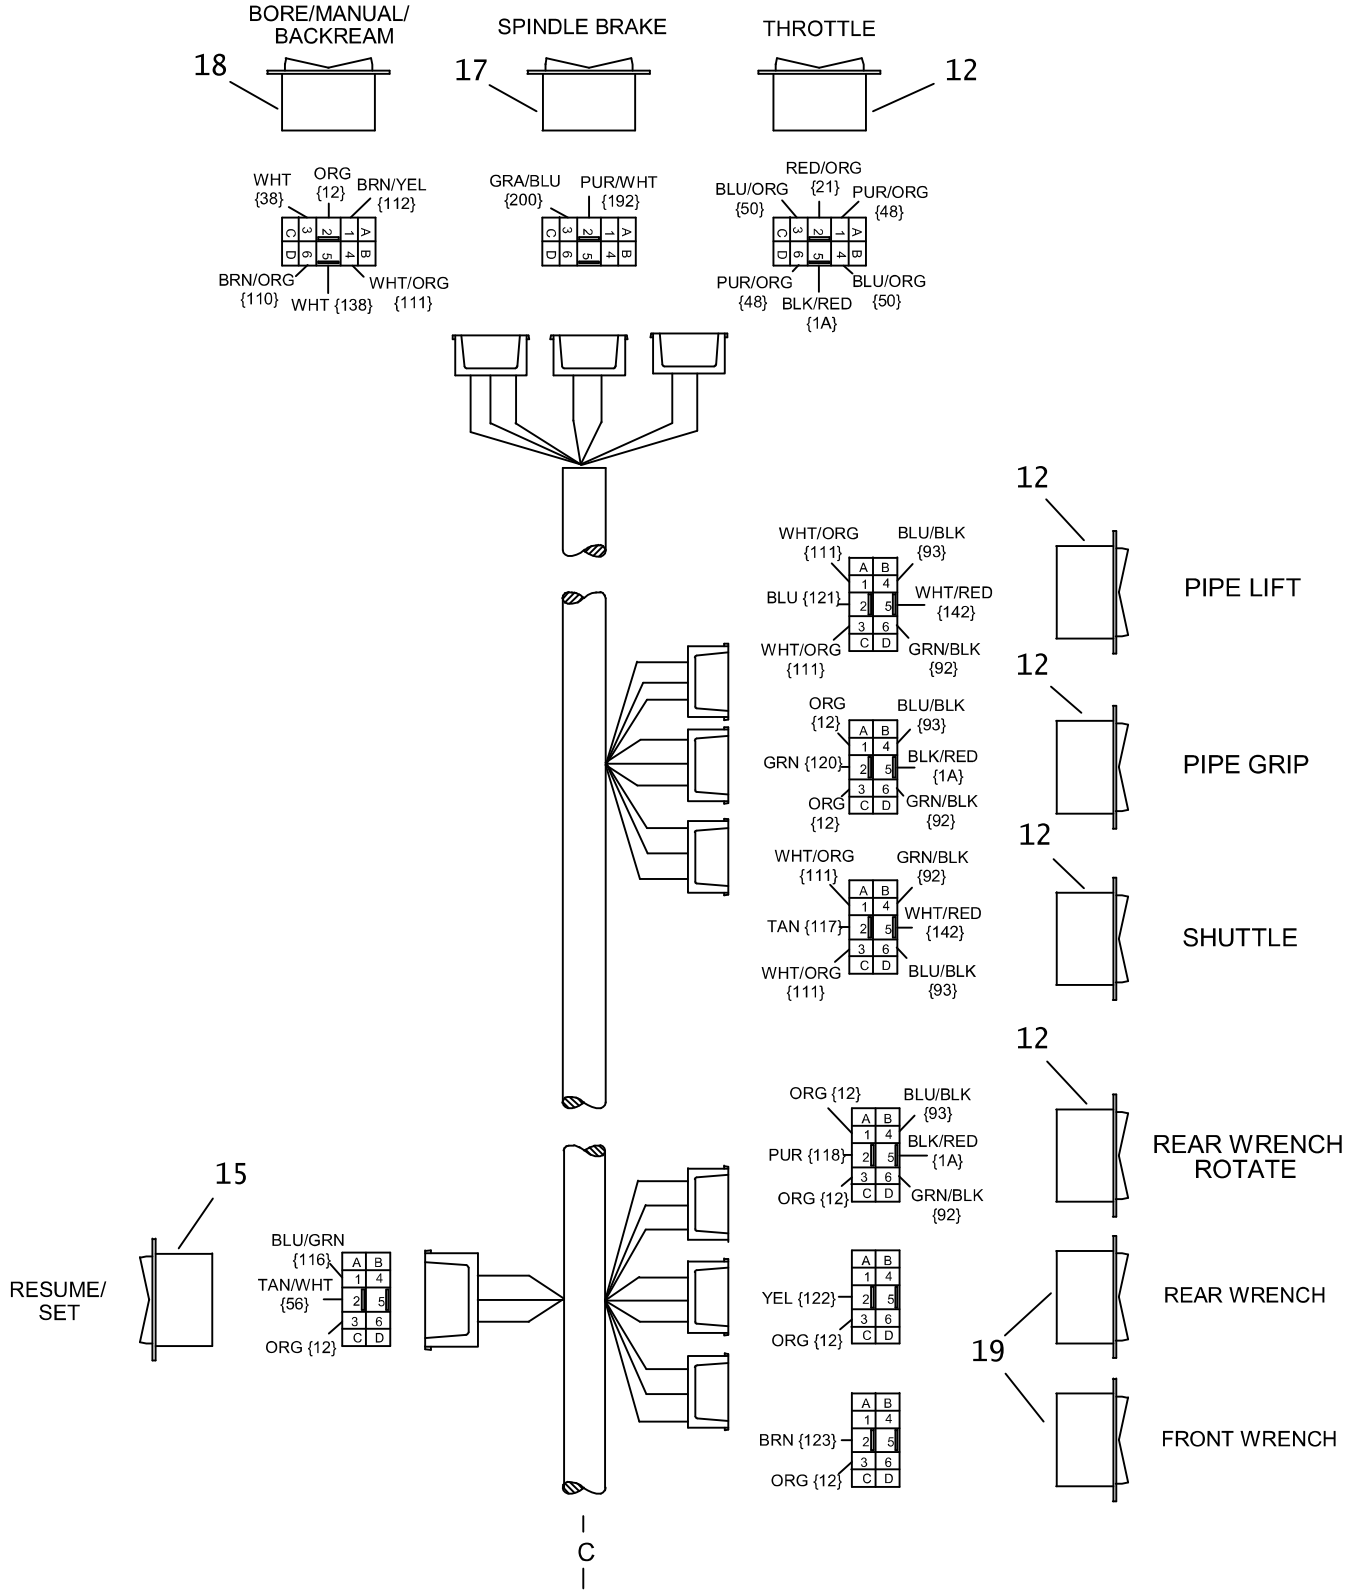 BORE/MANUAL/
BACKREAM
SPINDLE BRAKE
THROTTLE
18
17
12
WHT
{38}
ORG
{12}
BRN/YEL
{112}
C 3 2 1 A
D 6 5 4 B
BRN/ORG
{110}
WHT {138}
WHT/ORG
{111}
GRA/BLU
{200}
PUR/WHT
{192}
C 3 2 1 A
D 6 5 4 B
BLU/ORG
{50}
RED/ORG
{21}
PUR/ORG
{48}
C 3 2 1 A
D 6 5 4 B
PUR/ORG
{48}
BLK/RED
{1A}
BLU/ORG
{50}
12
WHT/ORG
{111}
BLU/BLK
{93}
A B
1 4
BLU {121}
2 5
WHT/RED
{142}
3 6
C D
WHT/ORG
{111}
GRN/BLK
{92}
PIPE LIFT
12
ORG
{12}
BLU/BLK
{93}
A B
1 4
GRN {120}
2 5
BLK/RED
{1A}
3 6
C D
ORG
{12}
GRN/BLK
{92}
PIPE GRIP
12
WHT/ORG
{111}
GRN/BLK
{92}
A B
1 4
TAN {117}
2 5
WHT/RED
{142}
3 6
C D
WHT/ORG
{111}
BLU/BLK
{93}
SHUTTLE
12
ORG {12}
BLU/BLK
{93}
A B
1 4
PUR {118}
2 5
BLK/RED
{1A}
3 6
C D
ORG {12}
GRN/BLK
{92}
REAR WRENCH
ROTATE
15
RESUME/
SET
BLU/GRN
{116}
A B
1 4
TAN/WHT
{56}
2 5
3 6
C D
ORG {12}
A B
1 4
YEL {122}
2 5
3 6
C D
ORG {12}
REAR WRENCH
19
A B
1 4
BRN {123}
2 5
3 6
C D
ORG {12}
FRONT WRENCH
C